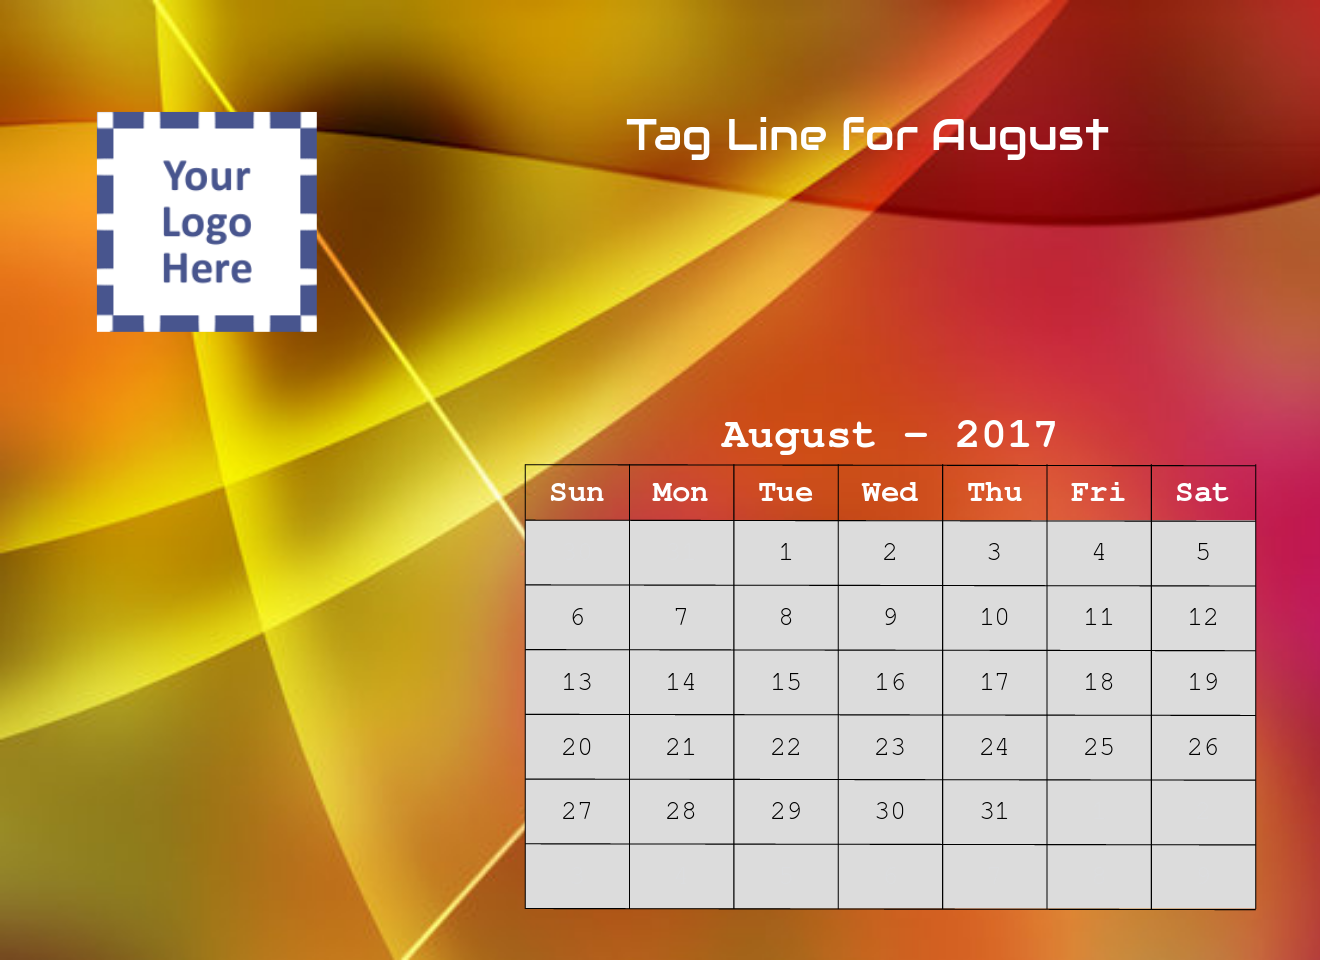 Tag Line for August
Your
Logo
Here
August - 2017
Sun Mon Tue Wed Thu Fri Sat
1 2 3 4 5
6 7 8 9 10 11 12
13 14 15 16 17 18 19
20 21 22 23 24 25 26
27 28 29 30 31